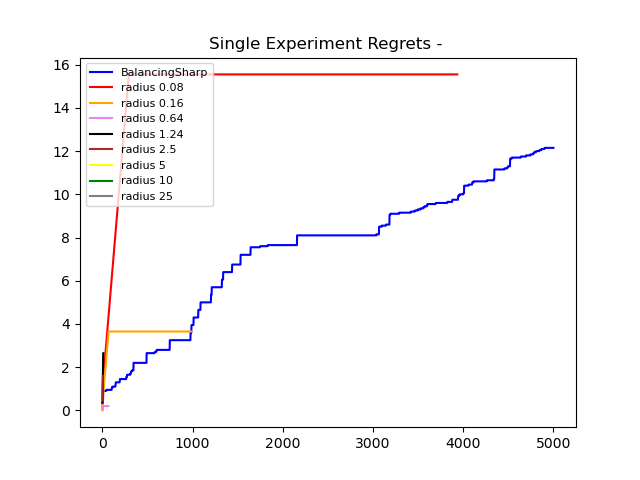 Single Experiment Regrets -
16
14
12
10
8
6
4
2
0
BalancingSharp
radius 0.08
radius 0.16
radius 0.64
radius 1.24
radius 2.5
radius 5
radius 10
radius 25
0 1000 2000 3000 4000 5000